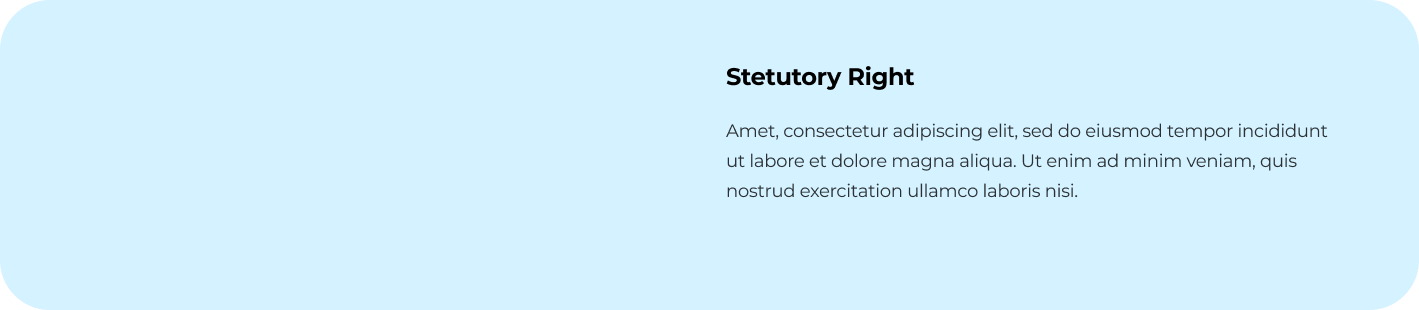 Stetutory Right
Amet, consectetur adipiscing elit, sed do eiusmod tempor incididunt
ut labore et dolore magna aliqua. Ut enim ad minim veniam, quis
nostrud exercitation ullamco laboris nisi.